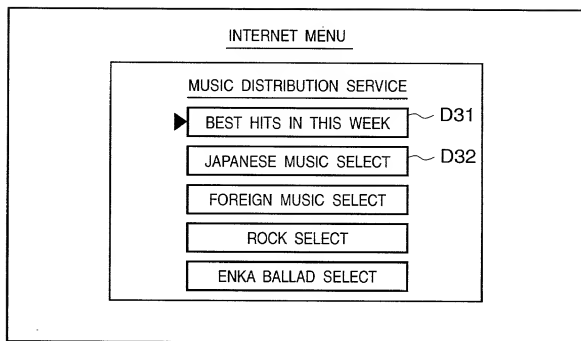 INTERNET MENU
MUSIC DISTRIBUTION SERVICE
BEST HITS IN THIS WEEK D31
JAPANESE MUSIC SELECT D32
FOREIGN MUSIC SELECT
ROCK SELECT
ENKA BALLAD SELECT